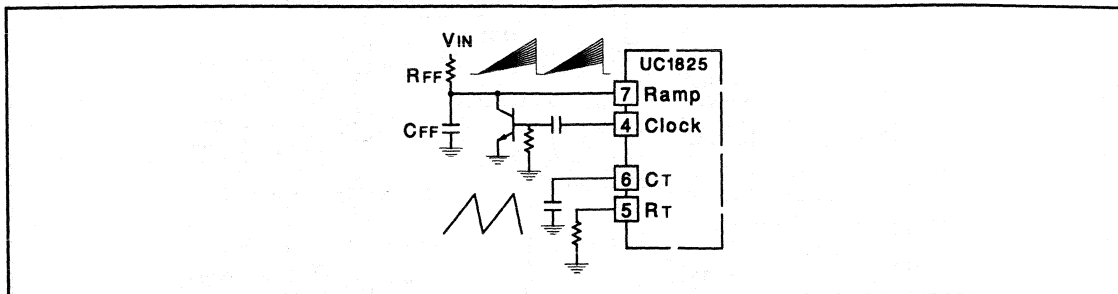 VIN
RFF
CFF
UC1825
7 Ramp
4 Clock
6 CT
5 RT